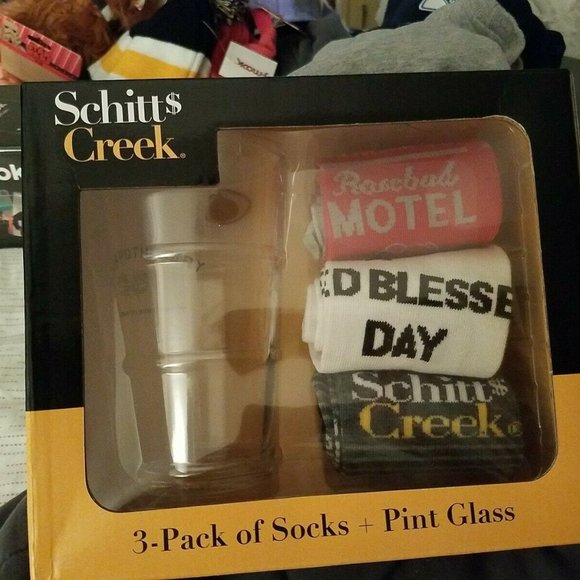 Schitt$
Creek®
Rosebud
MOTEL
ED BLESSE
DAY
Schitt$
Creek®
3-Pack of Socks + Pint Glass